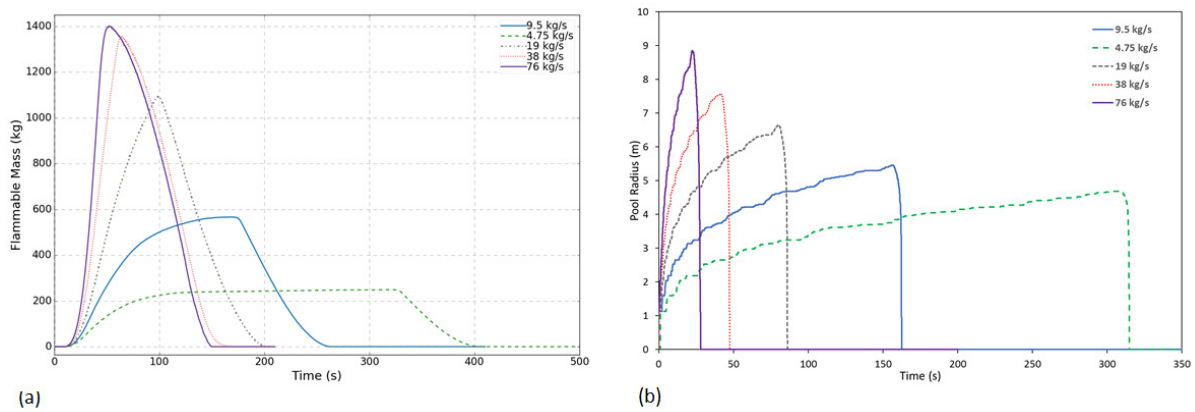 1400
1200
1000
800
600
400
200
0
Flammable Mass (kg)
9.5 kg/s
4.75 kg/s
19 kg/s
38 kg/s
76 kg/s
0 100 200 300 400 500
Time (s)
(a)
10
9
8
7
6
5
4
3
2
1
0
Pool Radius (m)
9.5 kg/s
4.75 kg/s
19 kg/s
38 kg/s
76 kg/s
0 50 100 150 200 250 300 350
Time (s)
(b)